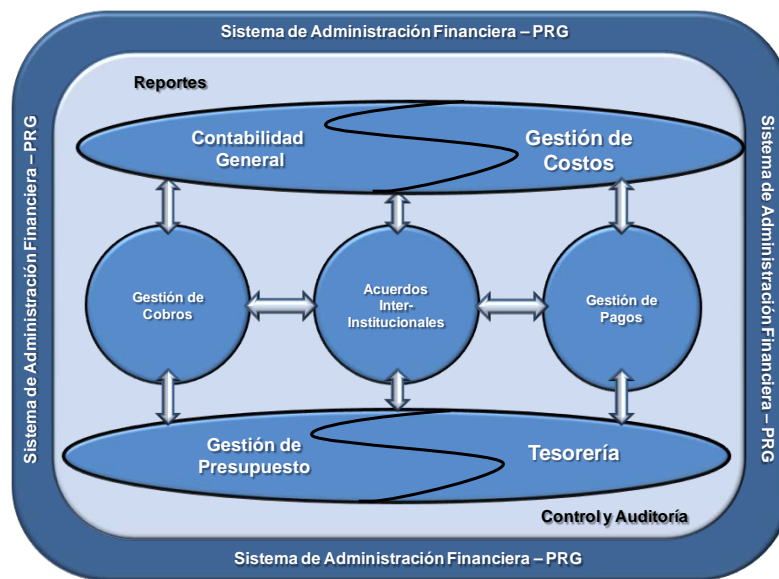 Sistema de Administración Financiera – PRG
Reportes
Contabilidad
General
Gestión de
Costos
Sistema de Administración Financiera – PRG
Sistema de Administración Financiera – PRG
Gestión de
Cobros
Acuerdos
Inter-
Institucionales
Gestión de
Pagos
Gestión de
Presupuesto
Tesorería
Control y Auditoría
Sistema de Administración Financiera – PRG